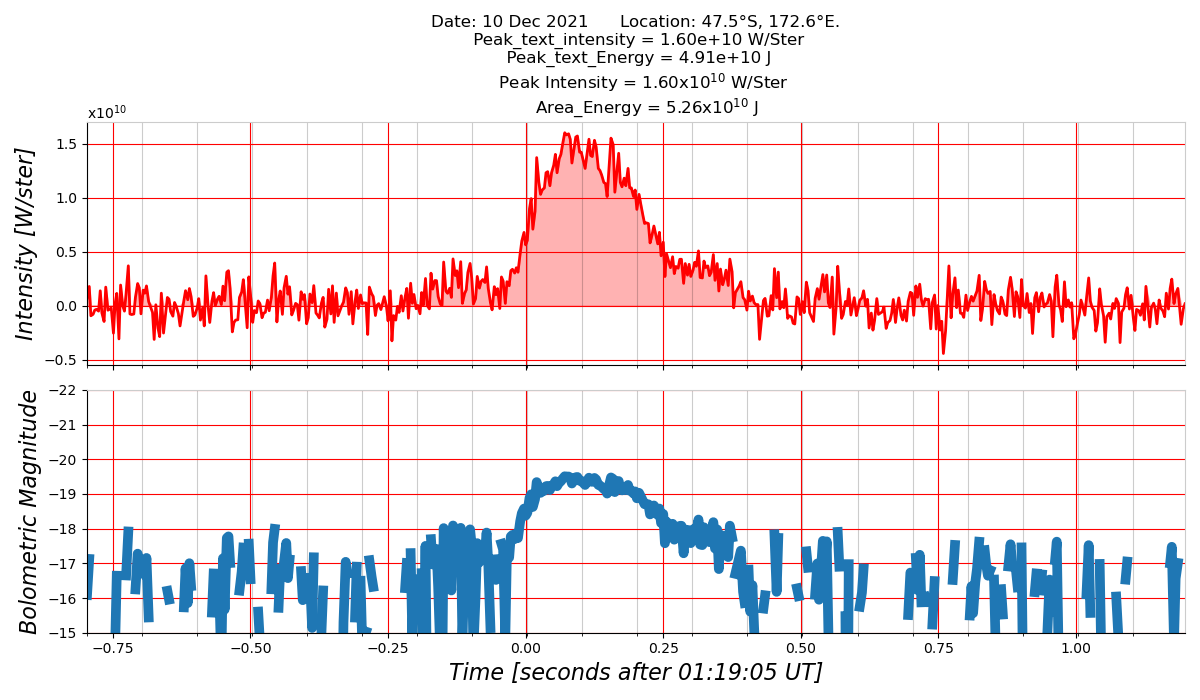 Date: 10 Dec 2021      Location: 47.5°S, 172.6°E.
Peak_text_intensity = 1.60e+10 W/Ster
Peak_text_Energy = 4.91e+10 J
Peak Intensity = 1.60x10¹⁰ W/Ster
Area_Energy = 5.26x10¹⁰ J
x10¹⁰
1.5
1.0
0.5
0.0
−0.5
Intensity [W/ster]
−22
−21
−20
−19
−18
−17
−16
−15
Bolometric Magnitude
−0.75 −0.50 −0.25 0.00 0.25 0.50 0.75 1.00
Time [seconds after 01:19:05 UT]